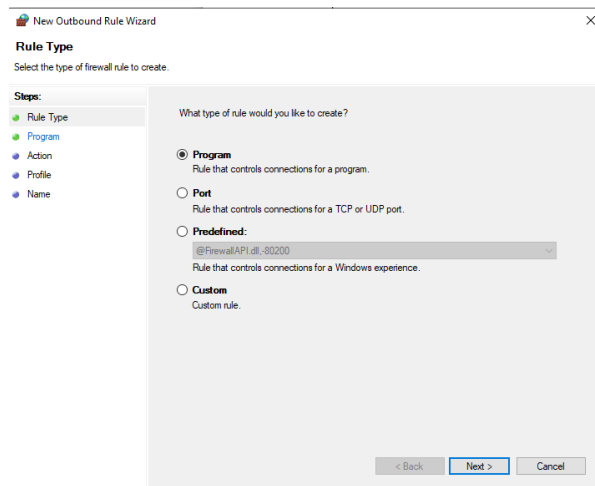 New Outbound Rule Wizard
Rule Type
Select the type of firewall rule to create.
Steps:
Rule Type
Program
Action
Profile
Name
What type of rule would you like to create?
Program
Rule that controls connections for a program.
Port
Rule that controls connections for a TCP or UDP port.
Predefined:
@FirewallAPI.dll,-80200
Rule that controls connections for a Windows experience.
Custom
Custom rule.
< Back
Next >
Cancel